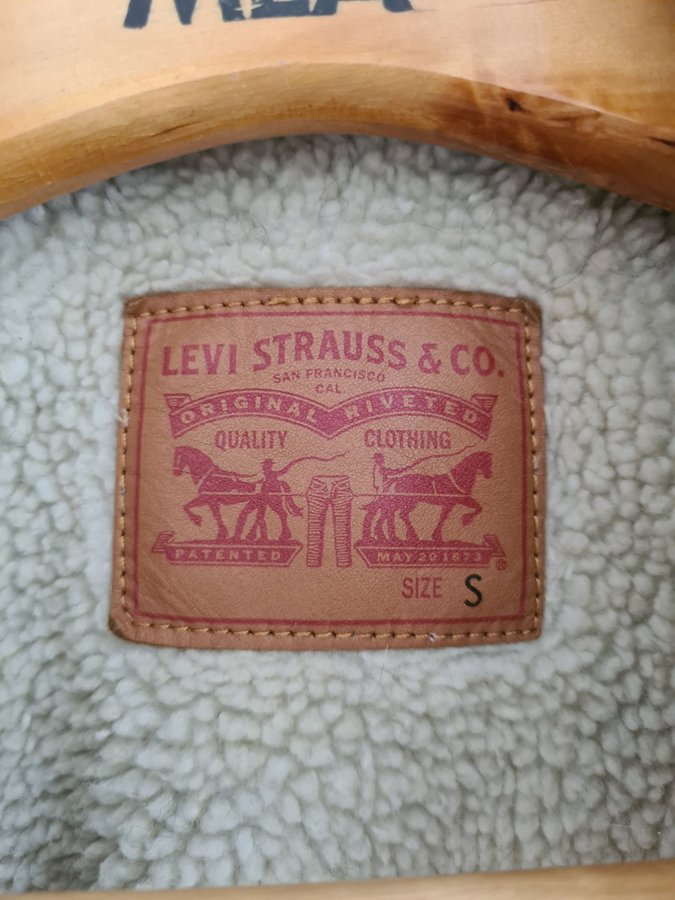 LEVI STRAUSS & CO.
SAN FRANCISCO
CAL.
ORIGINAL RIVETED
QUALITY CLOTHING
PATENTED MAY 20 1873
®
SIZE S